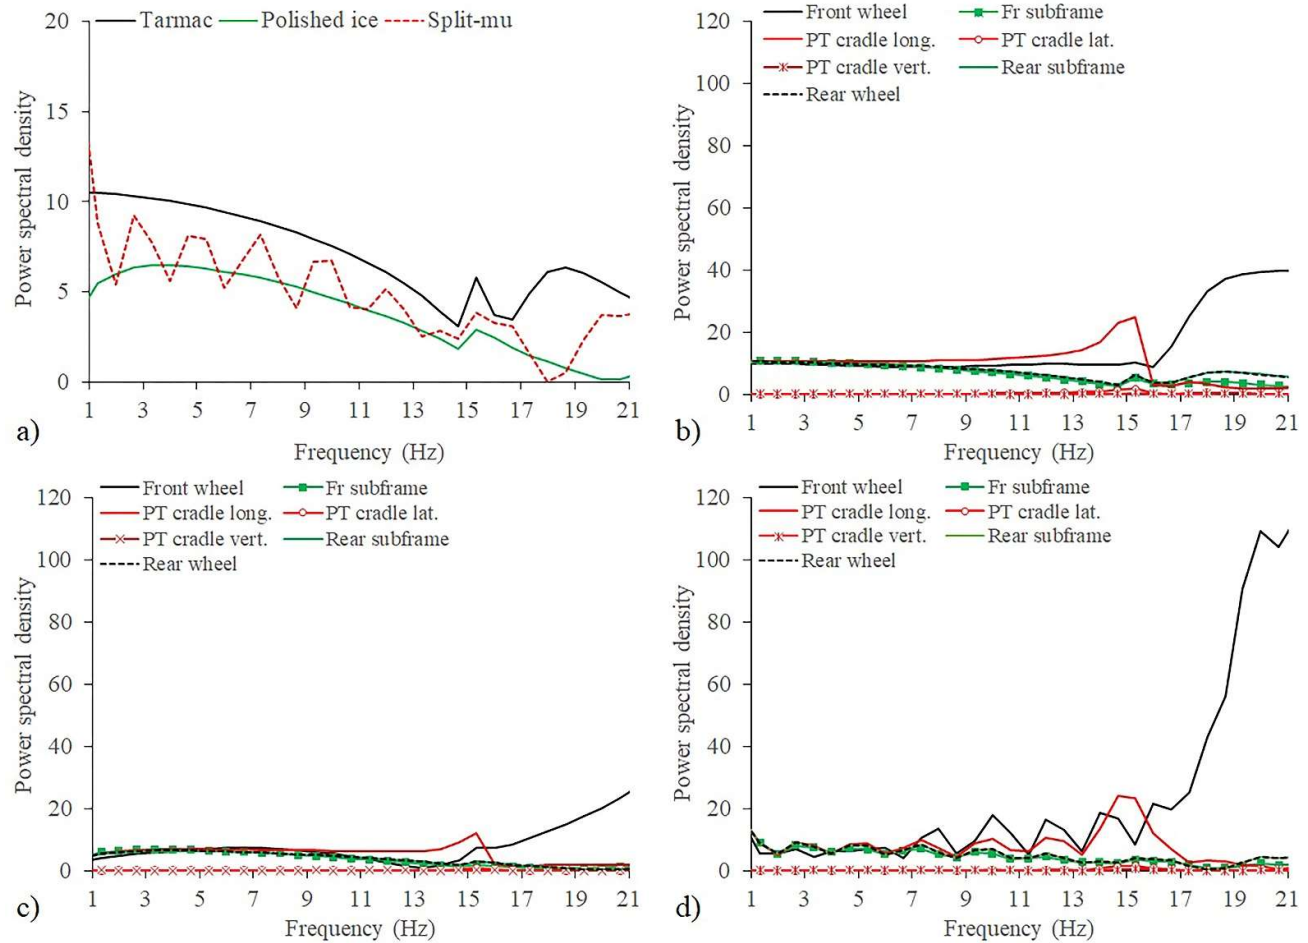 Tarmac Polished ice Split-mu
20
15
10
5
0
Power spectral density
1 3 5 7 9 11 13 15 17 19 21
Frequency (Hz)
a)
Front wheel Fr subframe
PT cradle long. PT cradle lat.
PT cradle vert. Rear subframe
Rear wheel
120
100
80
60
40
20
0
Power spectral density
1 3 5 7 9 11 13 15 17 19 21
Frequency (Hz)
b)
Front wheel Fr subframe
PT cradle long. PT cradle lat.
PT cradle vert. Rear subframe
Rear wheel
120
100
80
60
40
20
0
Power spectral density
1 3 5 7 9 11 13 15 17 19 21
Frequency (Hz)
c)
Front wheel Fr subframe
PT cradle long. PT cradle lat.
PT cradle vert. Rear subframe
Rear wheel
120
100
80
60
40
20
0
Power spectral density
1 3 5 7 9 11 13 15 17 19 21
Frequency (Hz)
d)